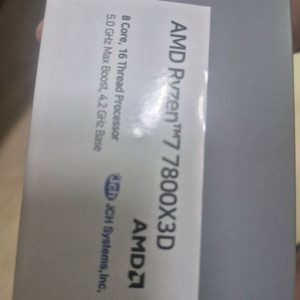 AMD Ryzen™7 7800X3D
8 Core, 16 Thread Processor
5.0 GHz Max Boost, 4.2 GHz Base
AMD
JCH JCH Systems, Inc.